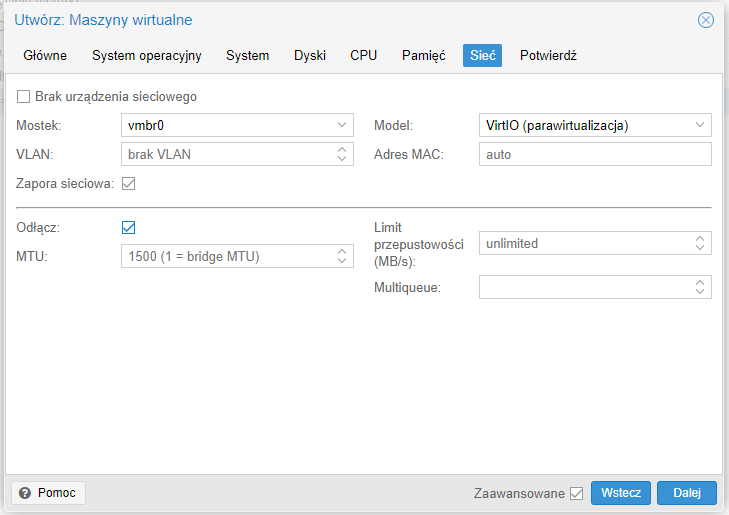 Utwórz: Maszyny wirtualne
Główne System operacyjny System Dyski CPU Pamięć Sieć Potwierdź
Brak urządzenia sieciowego
Mostek: vmbr0 Model: VirtIO (parawirtualizacja)
VLAN: brak VLAN Adres MAC: auto
Zapora sieciowa:
Odłącz: Limit
przepustowości
(MB/s): unlimited
MTU: 1500 (1 = bridge MTU)
Multiqueue:
Pomoc Zaawansowane Wstecz Dalej